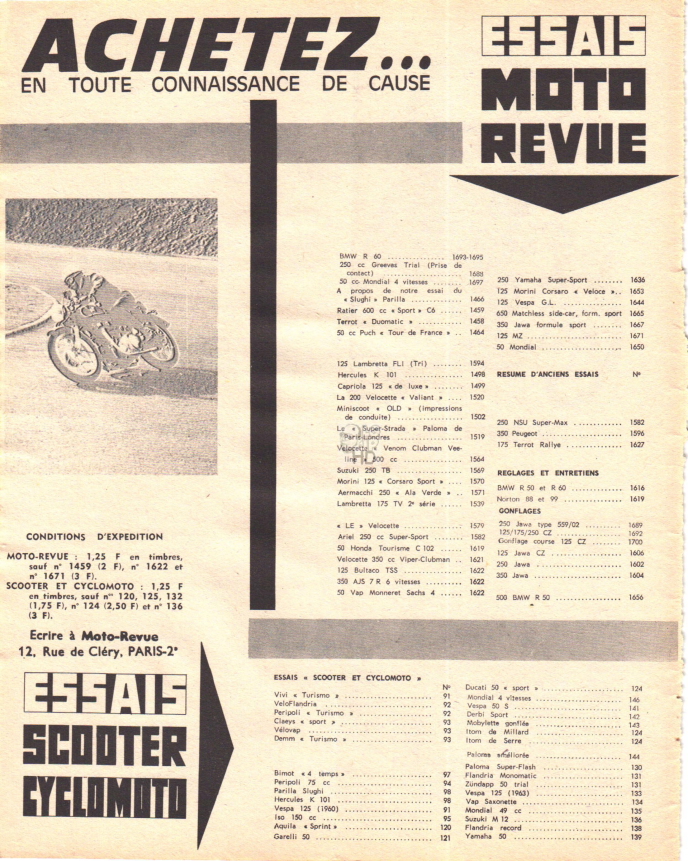 ACHETEZ...
EN TOUTE CONNAISSANCE DE CAUSE
ESSAIS
MOTO
REVUE
BMW R 60 ................ 1693-1695
250 cc Greeves Trial (Prise de
contact) ........................ 1688
50 cc Mondial 4 vitesses ........ 1697
A propos de notre essai du
« Slughi » Parilla ............. 1466
Ratier 600 cc « Sport » C6 ...... 1459
Terrot « Duomatic » ............. 1458
50 cc Puch « Tour de France » .. 1464
125 Lambretta FLI (Tri) ........ 1594
Hercules K 101 ................. 1498
Capriola 125 « de luxe » ........ 1499
La 200 Velocette « Valiant » .... 1520
Miniscoot « OLD » (impressions
de conduite) .................. 1502
La « Super-Strada » Paloma de
Paris-Londres .................. 1519
Velocette « Venom Clubman Vee-
line » 500 cc .................. 1564
Suzuki 250 TB .................. 1569
Morini 125 « Corsaro Sport » .... 1570
Aermacchi 250 « Ala Verde » .. 1571
Lambretta 175 TV 2e série ...... 1539
« LE » Velocette ............... 1579
Ariel 250 cc Super-Sport ........ 1582
50 Honda Tourisme C 102 ...... 1619
Velocette 350 cc Viper-Clubman .. 1621
125 Bultaco TSS ................ 1622
350 AJS 7 R 6 vitesses .......... 1622
50 Vap Monneret Sachs 4 ...... 1622
250 Yamaha Super-Sport ........ 1636
125 Morini Corsaro « Veloce » .. 1653
125 Vespa G.L. ................ 1644
650 Matchless side-car, form. sport 1665
350 Jawa formule sport ........ 1667
125 MZ ........................ 1671
50 Mondial .................... 1650
RESUME D'ANCIENS ESSAIS N°
250 NSU Super-Max ............ 1582
350 Peugeot .................... 1596
175 Terrot Rallye .............. 1627
REGLAGES ET ENTRETIENS
BMW R 50 et R 60 .............. 1616
Norton 88 et 99 ................ 1619
GONFLAGES
250 Jawa type 559/02 .......... 1689
125/175/250 CZ ................ 1692
Gonflage course 125 CZ ........ 1700
125 Jawa CZ .................... 1606
250 Jawa ...................... 1602
350 Jawa ...................... 1604
500 BMW R 50 .................. 1656
CONDITIONS D'EXPEDITION
MOTO-REVUE : 1,25 F en timbres,
sauf n° 1459 (2 F), n° 1622 et
n° 1671 (3 F).
SCOOTER ET CYCLOMOTO : 1,25 F
en timbres, sauf nos 120, 125, 132
(1,75 F), n° 124 (2,50 F) et n° 136
(3 F).
Ecrire à Moto-Revue
12, Rue de Cléry, PARIS-2e
ESSAIS
SCOOTER
CYCLOMOTO
ESSAIS « SCOOTER ET CYCLOMOTO »
N°
Vivi « Turismo » .................. 91
VeloFlandria ...................... 92
Peripoli « Turismo » .............. 92
Claeys « sport » .................. 93
Vélovap .......................... 93
Demm « Turismo » ................ 93
Bimot « 4 temps » ................ 97
Peripoli 75 cc .................... 94
Parilla Slughi .................... 98
Hercules K 101 .................... 98
Vespa 125 (1960) .................. 91
Iso 150 cc ........................ 95
Aquila « Sprint » .................. 120
Garelli 50 ........................ 121
Ducati 50 « sport » ................ 124
Mondial 4 vitesses ................ 146
Vespa 50 S ........................ 141
Derbi Sport ...................... 142
Mobylette gonflée ................ 143
Itom de Millard .................. 124
Itom de Serre .................... 124
Paloma améliorée ................ 144
Paloma Super-Flash .............. 130
Flandria Monomatic .............. 131
Zündapp 50 trial .................. 131
Vespa 125 (1963) .................. 133
Vap Saxonette .................... 134
Mondial 49 cc .................... 135
Suzuki M 12 ...................... 136
Flandria record .................. 138
Yamaha 50 ........................ 139